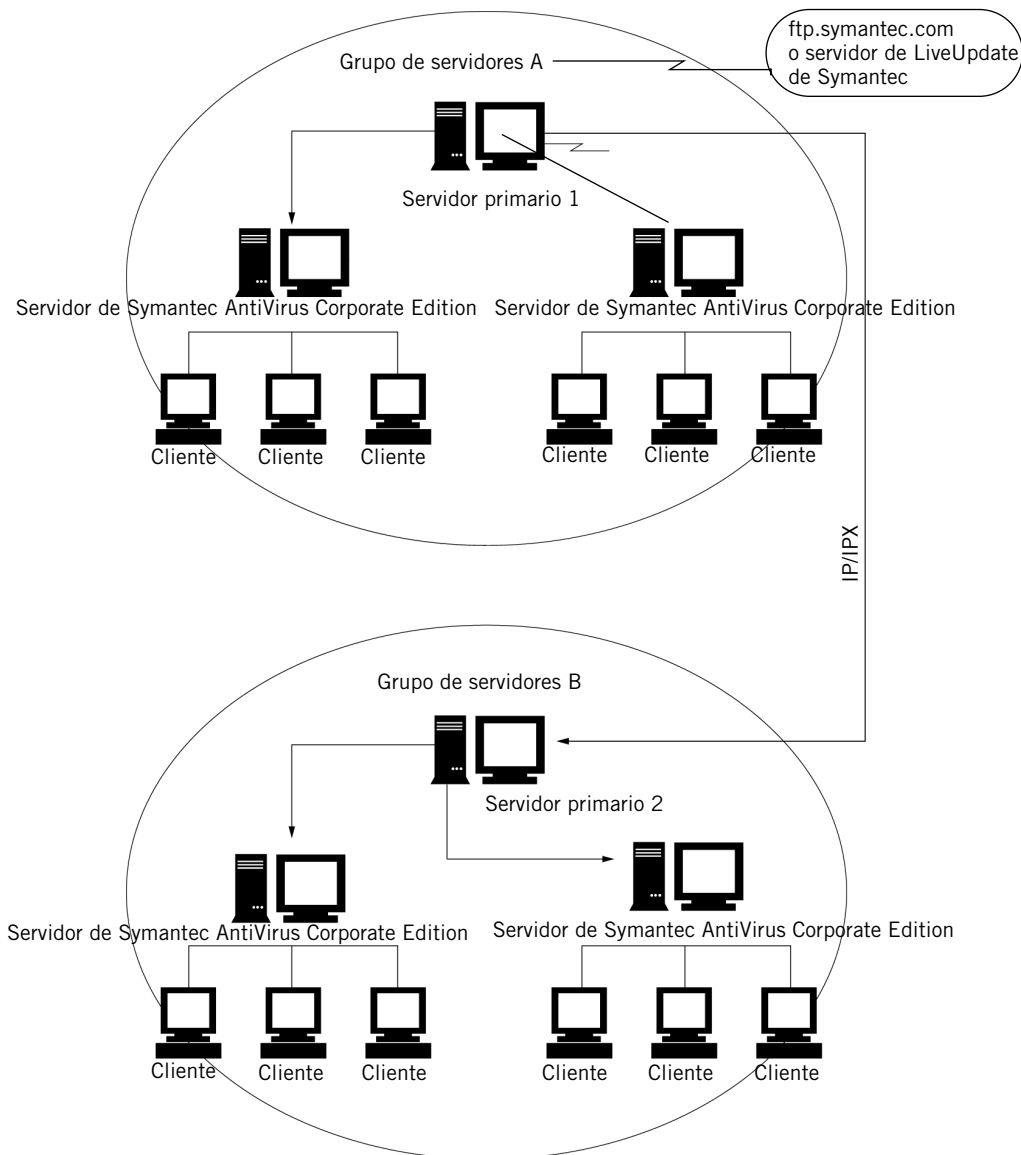 ftp.symantec.com
o servidor de LiveUpdate
de Symantec
Grupo de servidores A
Servidor primario 1
Servidor de Symantec AntiVirus Corporate Edition
Servidor de Symantec AntiVirus Corporate Edition
Cliente
Cliente
Cliente
Cliente
Cliente
Cliente
IP/IPX
Grupo de servidores B
Servidor primario 2
Servidor de Symantec AntiVirus Corporate Edition
Servidor de Symantec AntiVirus Corporate Edition
Cliente
Cliente
Cliente
Cliente
Cliente
Cliente